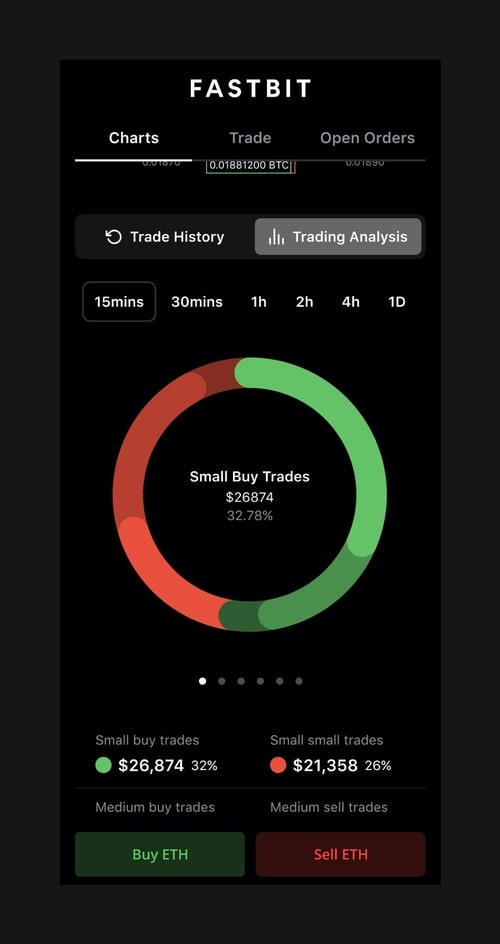 FASTBIT
Charts Trade Open Orders
0.01870 0.01881200 BTC 0.01890
Trade History Trading Analysis
15mins 30mins 1h 2h 4h 1D
Small Buy Trades
$26874
32.78%
Small buy trades Small small trades
$26,874 32% $21,358 26%
Medium buy trades Medium sell trades
Buy ETH Sell ETH